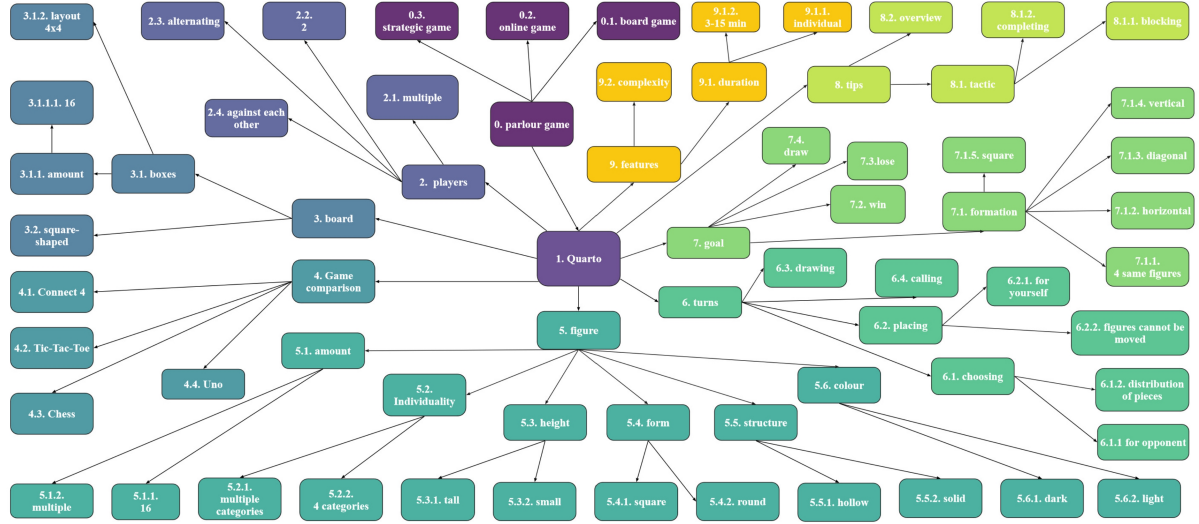 3.1.2. layout
4x4
2.3. alternating
2.2.
2
0.3.
strategic game
0.2.
online game
0.1. board game
9.1.2.
3-15 min
9.1.1.
individual
8.2. overview
8.1.2.
completing
8.1.1. blocking
3.1.1.1. 16
2.4. against each
other
2.1. multiple
0. parlour game
9.2. complexity
9.1. duration
8. tips
8.1. tactic
7.1.4. vertical
3.1.1. amount
3.1. boxes
2. players
9. features
7.4.
draw
7.3.lose
7.1.5. square
7.1.3. diagonal
3.2. square-
shaped
3. board
7.2. win
7. goal
7.1. formation
7.1.2. horizontal
1. Quarto
7.1.1.
4 same figures
4.1. Connect 4
4. Game
comparison
6.3. drawing
6.4. calling
6.2.1. for
yourself
6. turns
6.2. placing
6.2.2. figures cannot be
moved
4.2. Tic-Tac-Toe
5.1. amount
5. figure
4.4. Uno
4.3. Chess
5.2.
Individuality
5.6. colour
6.1. choosing
6.1.2. distribution
of pieces
5.3. height
5.4. form
5.5. structure
6.1.1 for opponent
5.1.2.
multiple
5.1.1.
16
5.2.1.
multiple
categories
5.2.2.
4 categories
5.3.1. tall
5.3.2. small
5.4.1. square
5.4.2. round
5.5.1. hollow
5.5.2. solid
5.6.1. dark
5.6.2. light